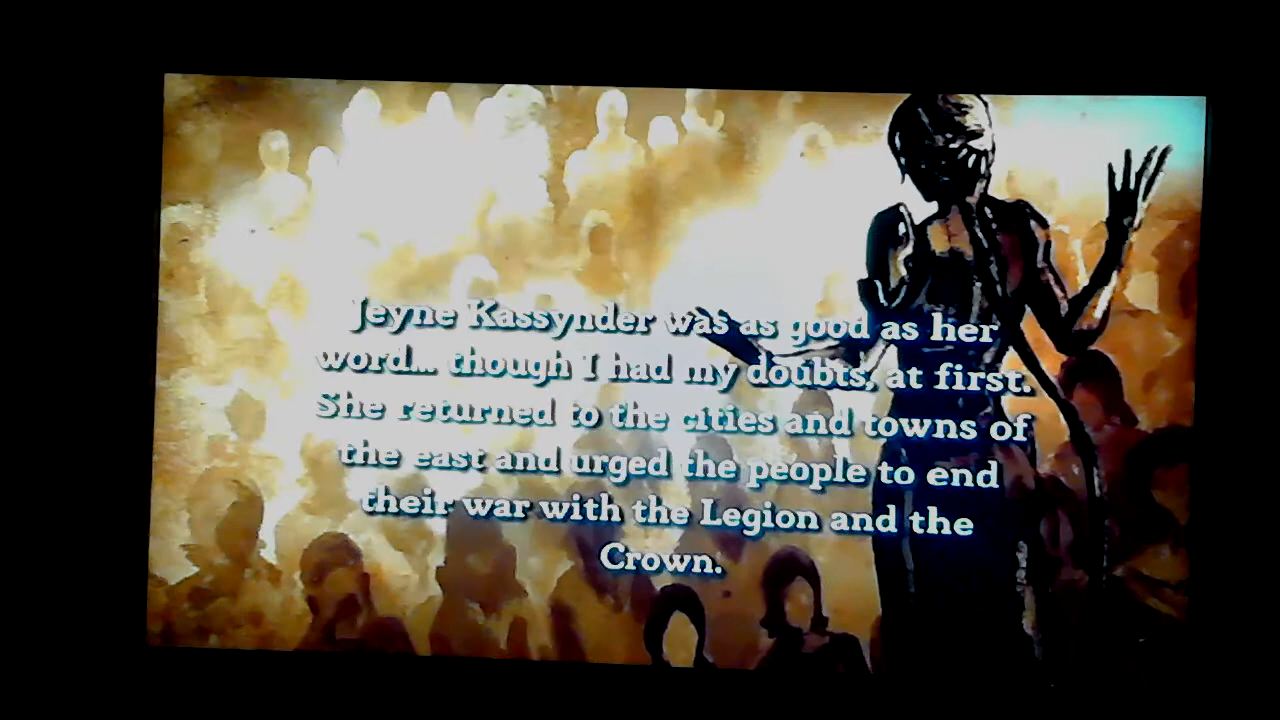 Jeyne Kassynder was as good as her
word... though I had my doubts, at first.
She returned to the cities and towns of
the east and urged the people to end
their war with the Legion and the
Crown.